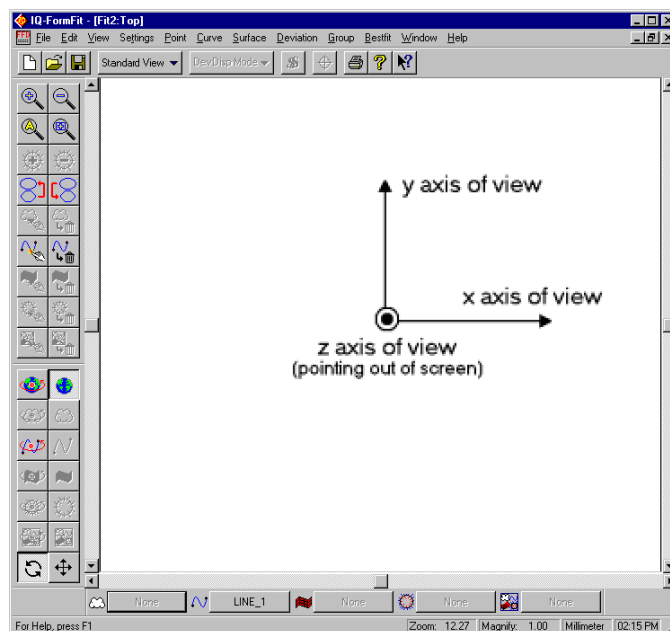 IQ-FormFit - [Fit2:Top]
File Edit View Settings Point Curve Surface Deviation Group Bestfit Window Help
Standard View DevDispMode
y axis of view
x axis of view
z axis of view
(pointing out of screen)
None LINE_1 None None None
For Help, press F1 Zoom: 12.27 Magnify: 1.00 Millimeter 02:15 PM